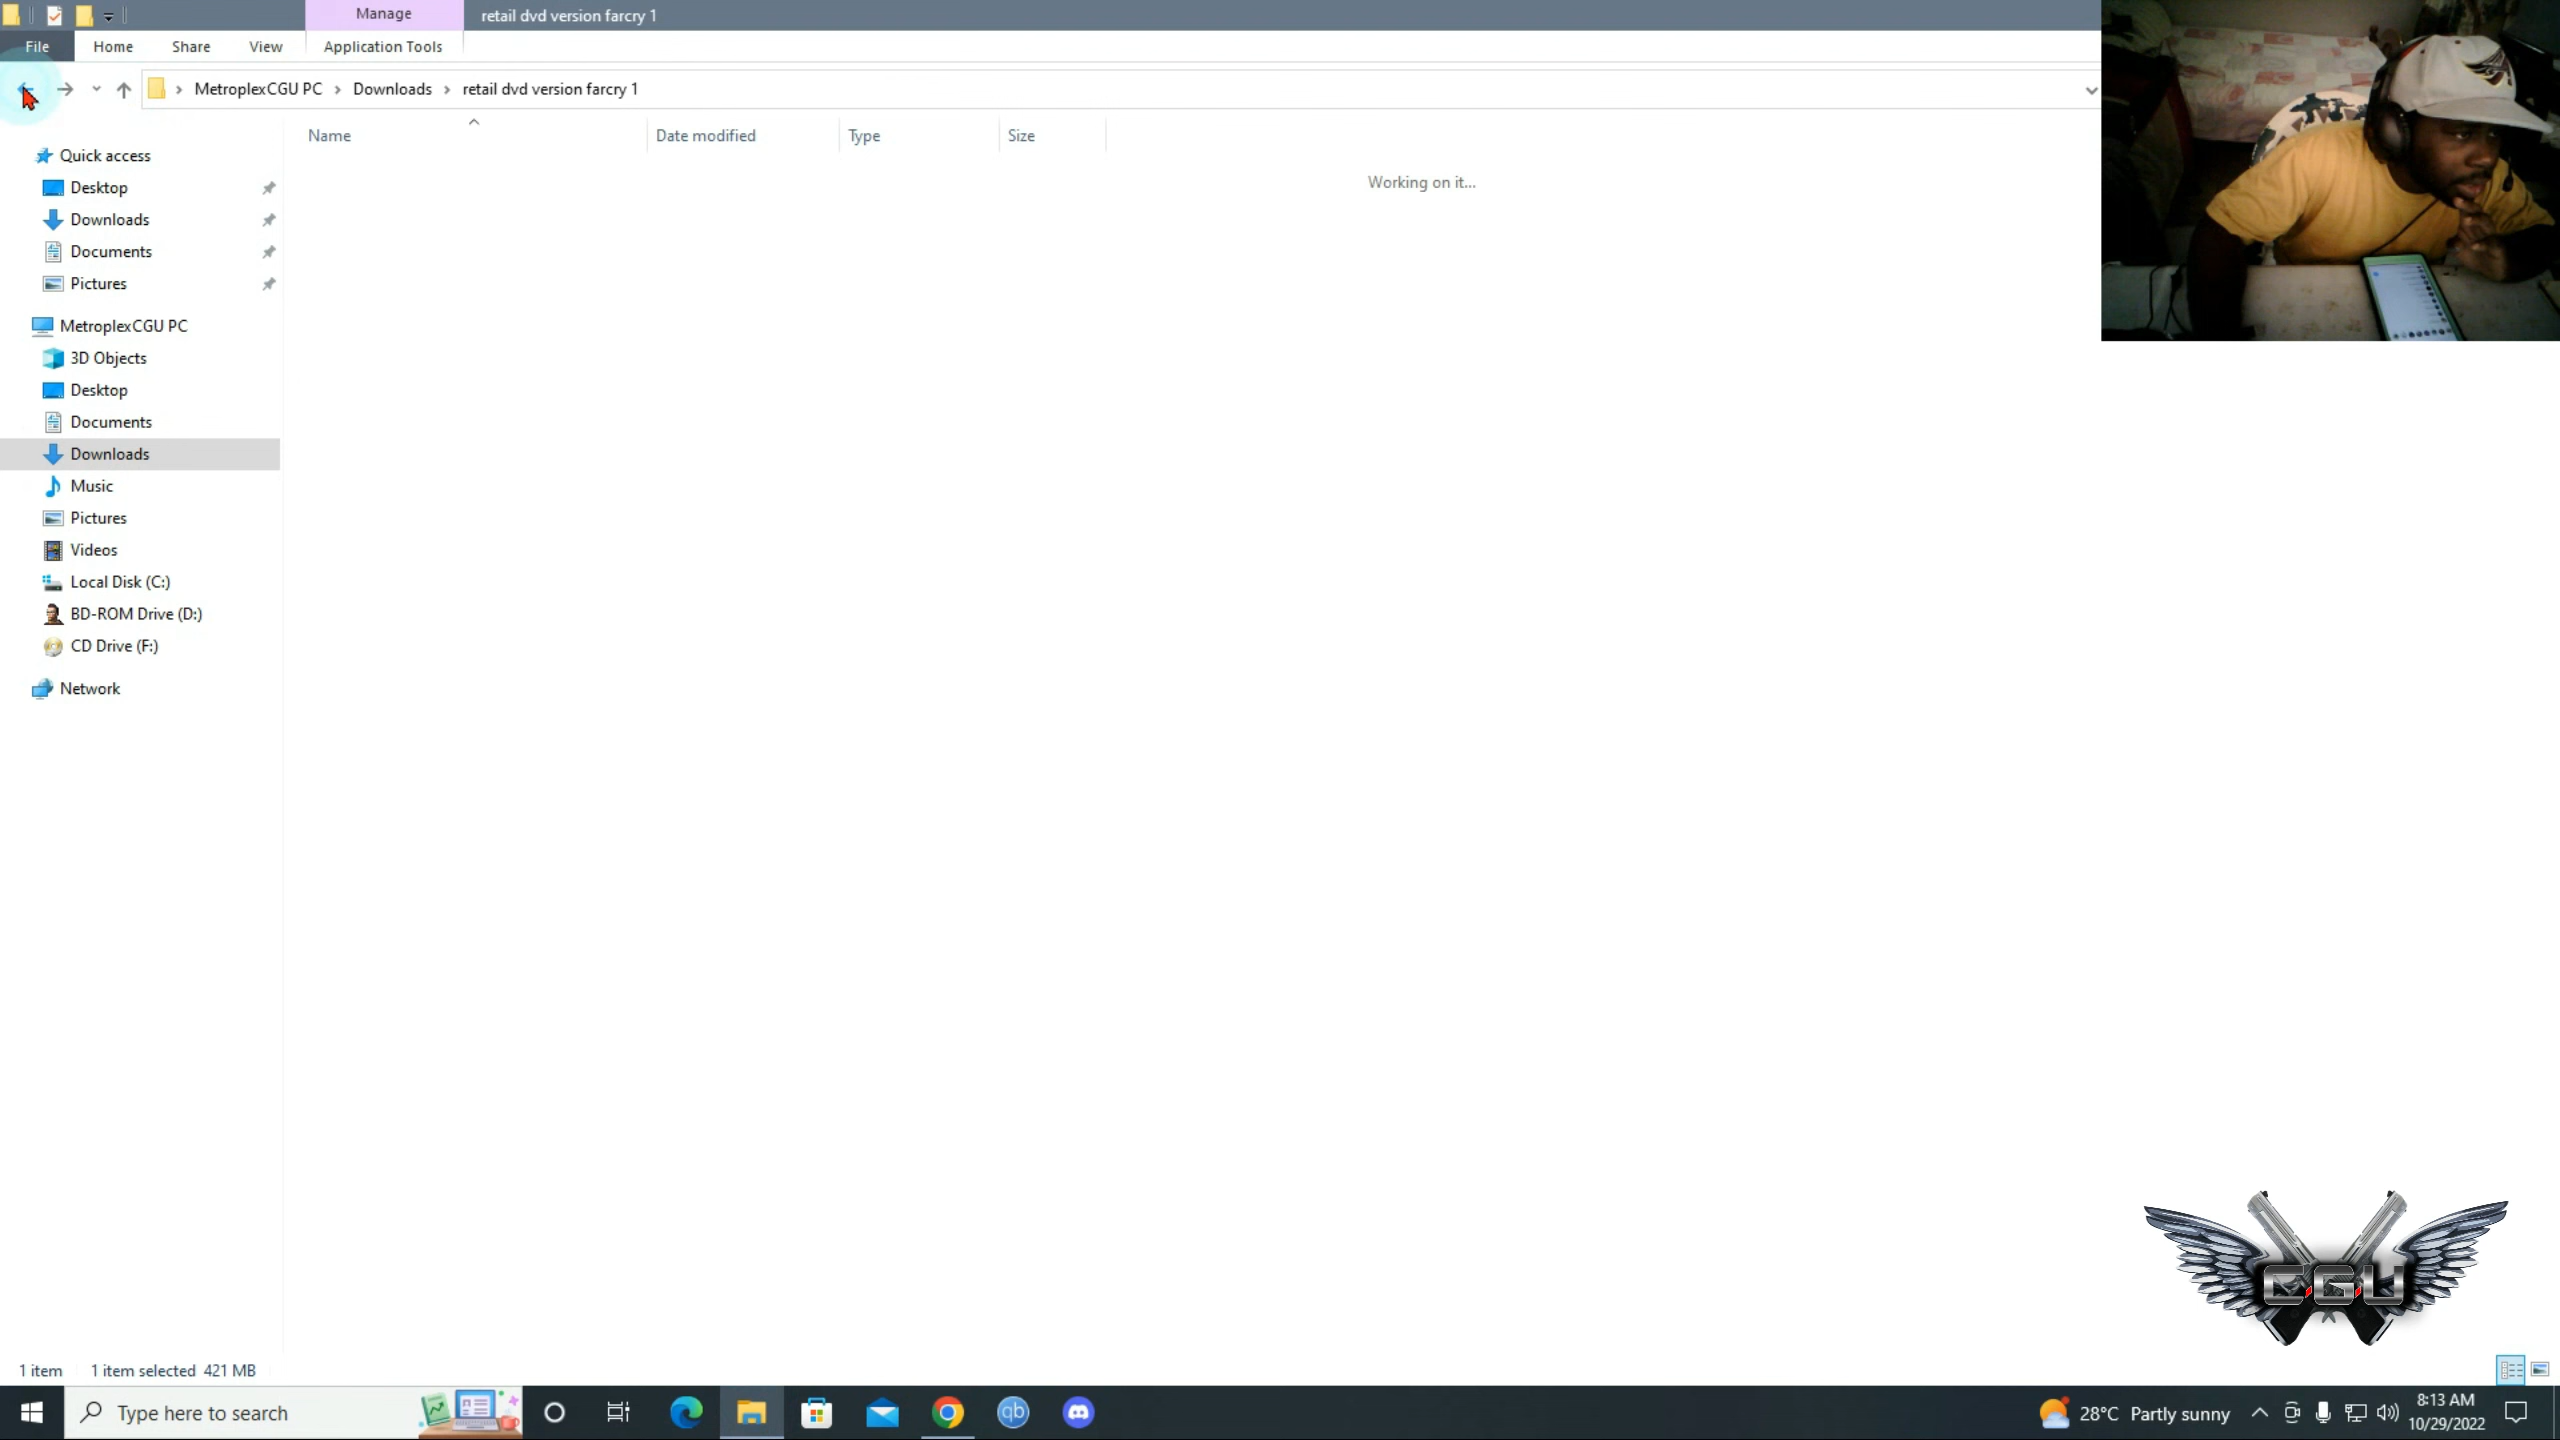 Manage
retail dvd version farcry 1
File
Home
Share
View
Application Tools
MetroplexCGU PC
Downloads
retail dvd version farcry 1
Name
Date modified
Type
Size
Working on it...
Quick access
Desktop
Downloads
Documents
Pictures
MetroplexCGU PC
3D Objects
Desktop
Documents
Downloads
Music
Pictures
Videos
Local Disk (C:)
BD-ROM Drive (D:)
CD Drive (F:)
Network
C.G.U
1 item
1 item selected 421 MB
Type here to search
qb
28°C Partly sunny
8:13 AM
10/29/2022